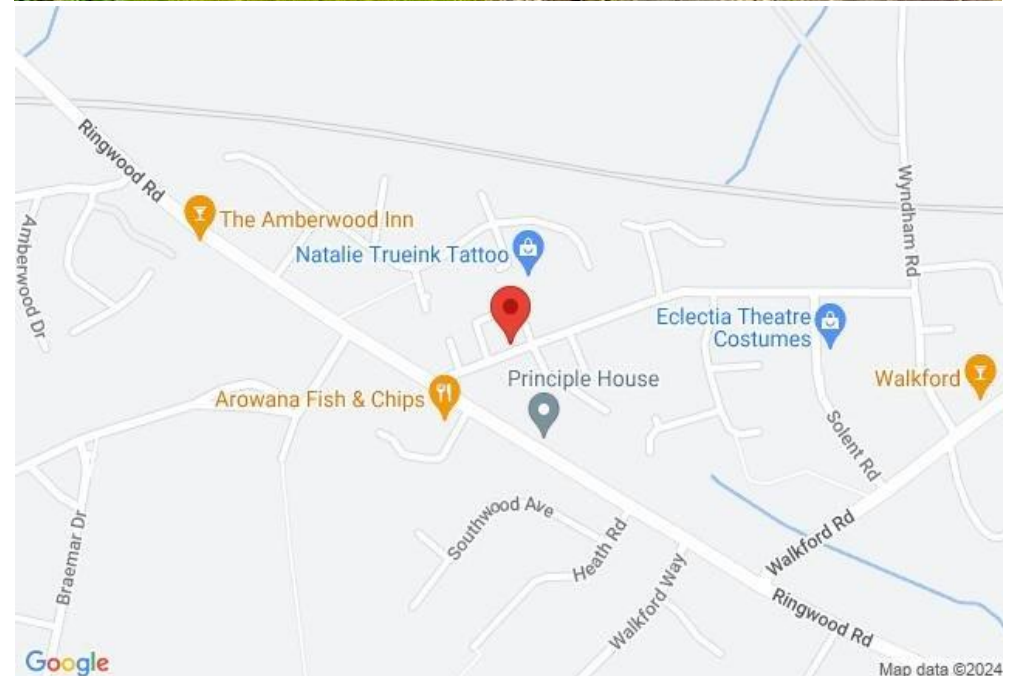 Ringwood Rd
The Amberwood Inn
Amberwood Dr
Natalie Trueink Tattoo
Wyndham Rd
Eclectia Theatre
Costumes
Principle House
Walkford
Arowana Fish & Chips
Solent Rd
Southwood Ave
Braemar Dr
Heath Rd
Walkford Rd
Walkford Way
Ringwood Rd
Google
Map data ©2024